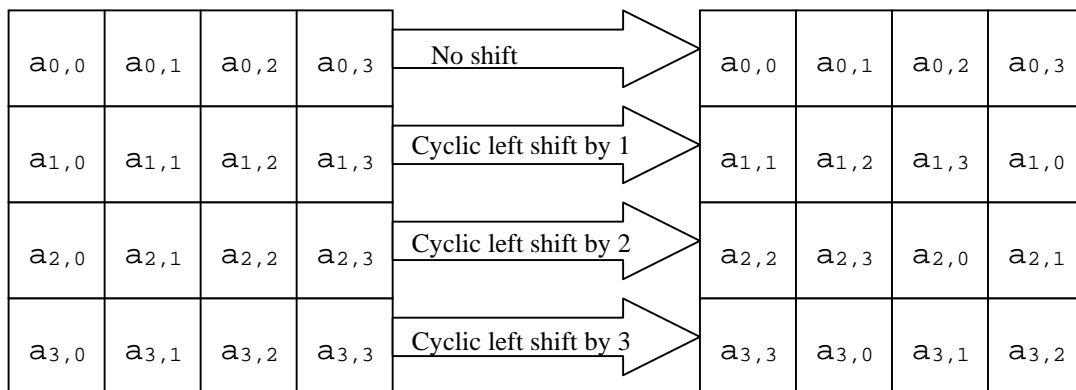 a0,0 a0,1 a0,2 a0,3 No shift a0,0 a0,1 a0,2 a0,3
a1,0 a1,1 a1,2 a1,3 Cyclic left shift by 1 a1,1 a1,2 a1,3 a1,0
a2,0 a2,1 a2,2 a2,3 Cyclic left shift by 2 a2,2 a2,3 a2,0 a2,1
a3,0 a3,1 a3,2 a3,3 Cyclic left shift by 3 a3,3 a3,0 a3,1 a3,2